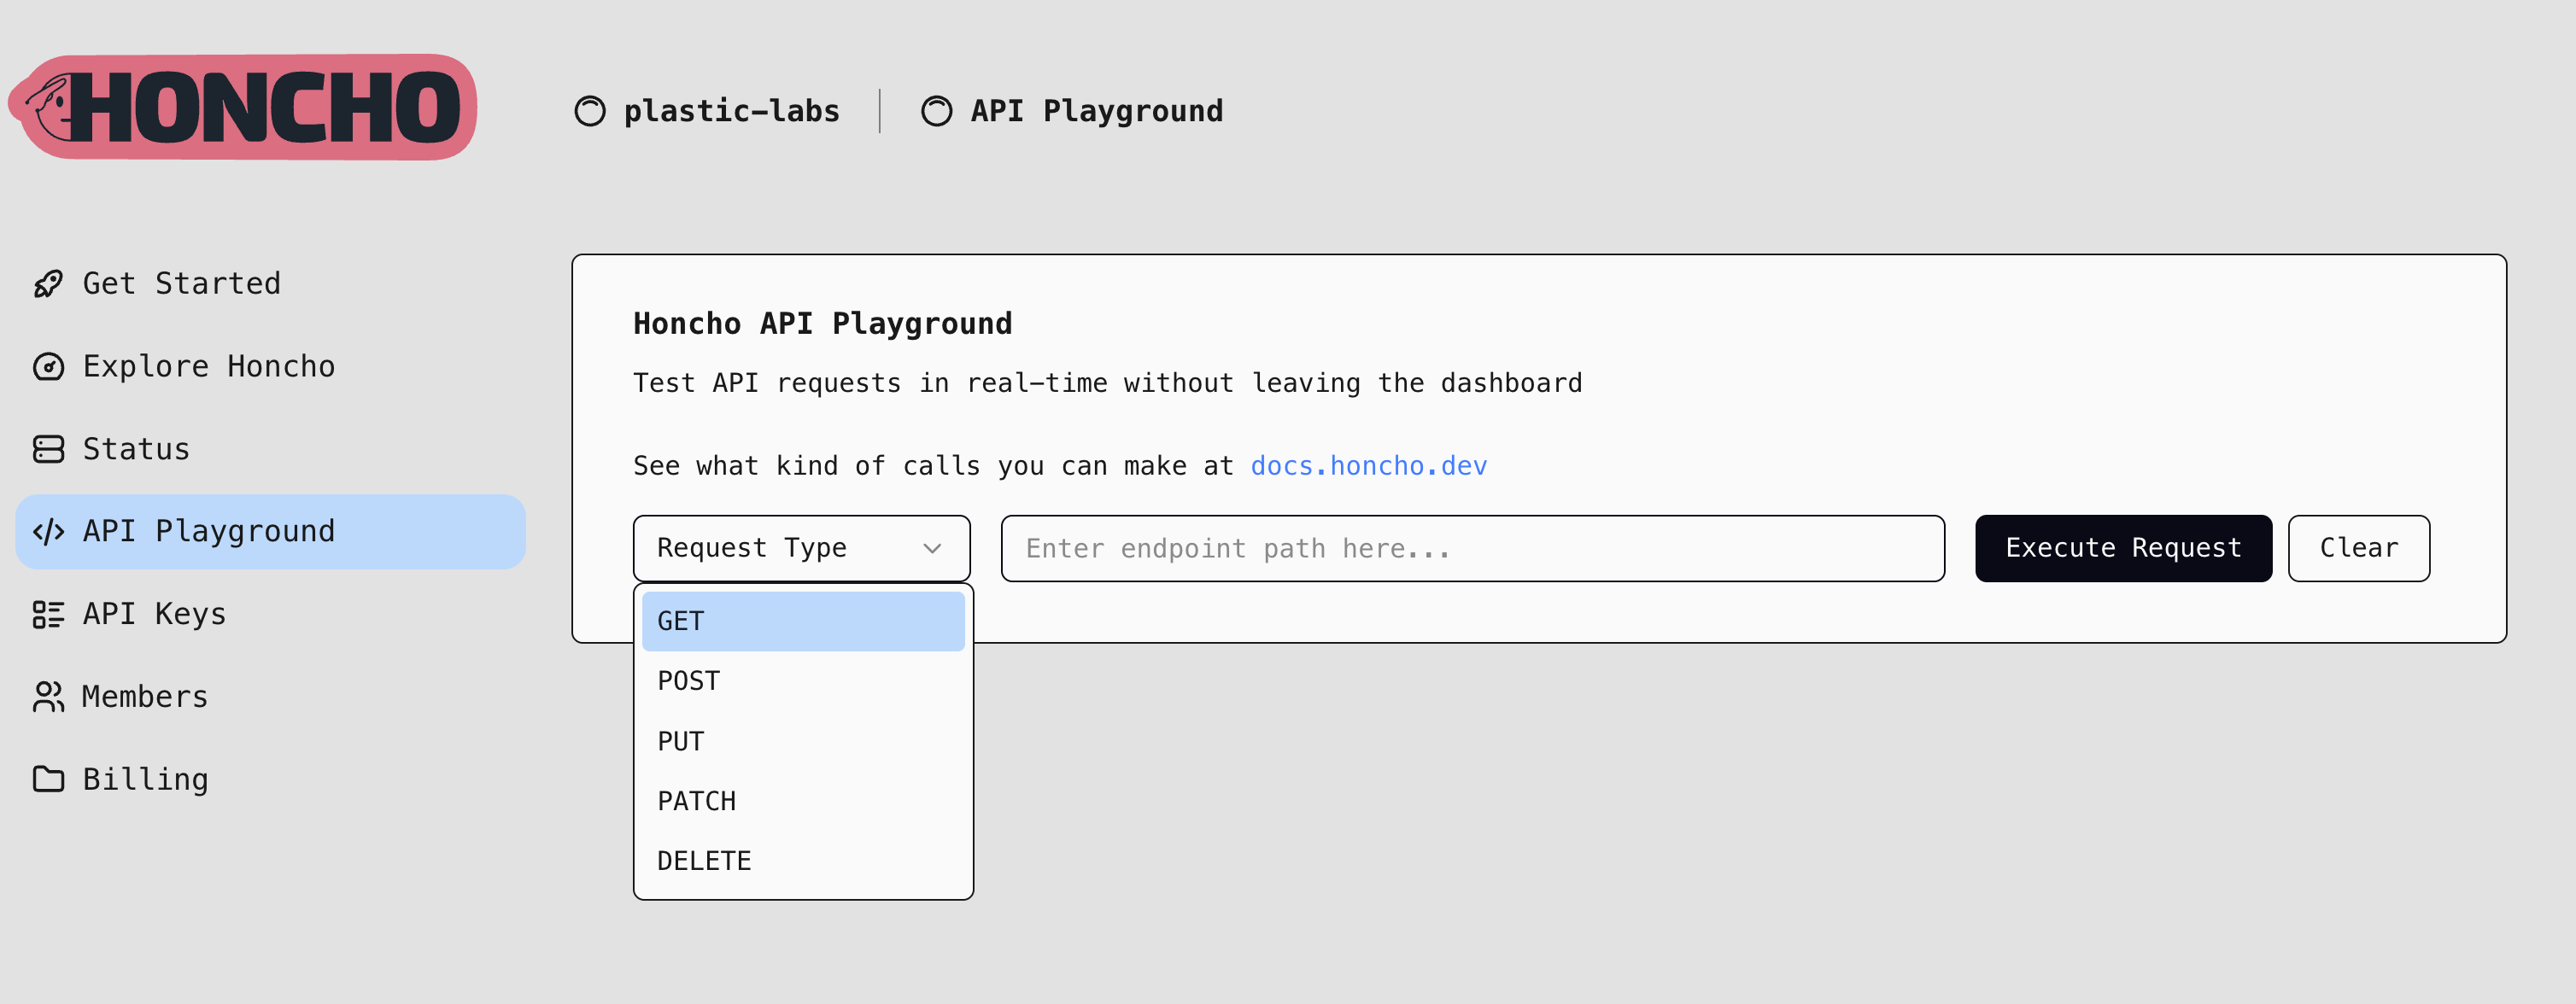 HONCHO
plastic-labs
API Playground
Get Started
Explore Honcho
Status
API Playground
API Keys
Members
Billing
Honcho API Playground
Test API requests in real-time without leaving the dashboard
See what kind of calls you can make at docs.honcho.dev
Request Type
Enter endpoint path here...
Execute Request
Clear
GET
POST
PUT
PATCH
DELETE